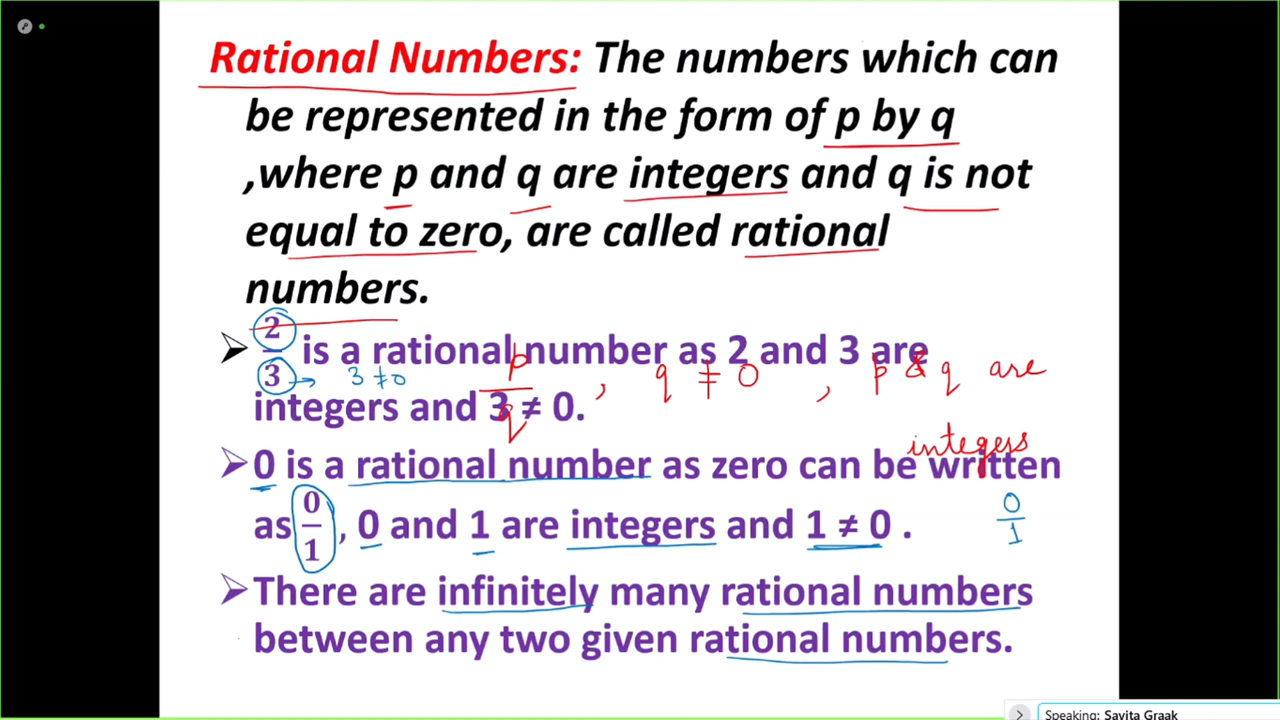 Rational Numbers: The numbers which can
be represented in the form of p by q
,where p and q are integers and q is not
equal to zero, are called rational
numbers.
2/3 is a rational number as 2 and 3 are
3 ≠ 0
p/q , q ≠ 0 , p & q are
integers
integers and 3 ≠ 0.
0 is a rational number as zero can be written
as 0/1, 0 and 1 are integers and 1 ≠ 0 .
0/1
There are infinitely many rational numbers
between any two given rational numbers.
Speaking: Savita Graak